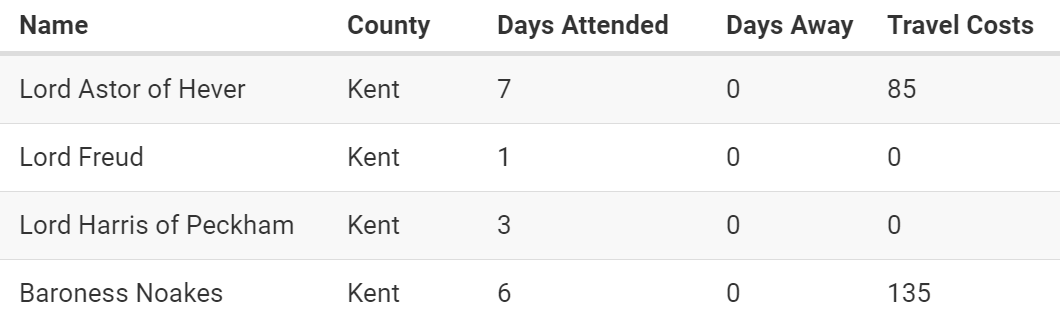 Name County Days Attended Days Away Travel Costs
Lord Astor of Hever Kent 7 0 85
Lord Freud Kent 1 0 0
Lord Harris of Peckham Kent 3 0 0
Baroness Noakes Kent 6 0 135